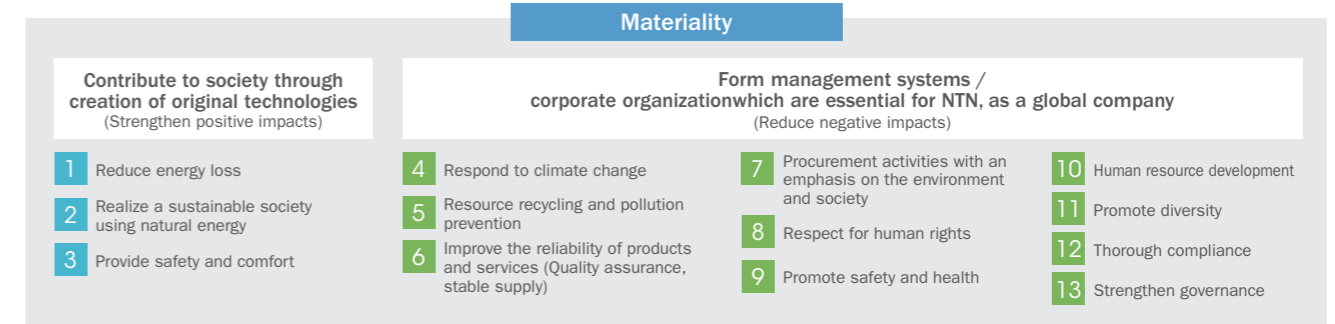 Materiality
Contribute to society through
creation of original technologies
(Strengthen positive impacts)
1 Reduce energy loss
2 Realize a sustainable society
using natural energy
3 Provide safety and comfort
Form management systems /
corporate organizationwhich are essential for NTN, as a global company
(Reduce negative impacts)
4 Respond to climate change
5 Resource recycling and pollution
prevention
6 Improve the reliability of products
and services (Quality assurance,
stable supply)
7 Procurement activities with an
emphasis on the environment
and society
8 Respect for human rights
9 Promote safety and health
10 Human resource development
11 Promote diversity
12 Thorough compliance
13 Strengthen governance